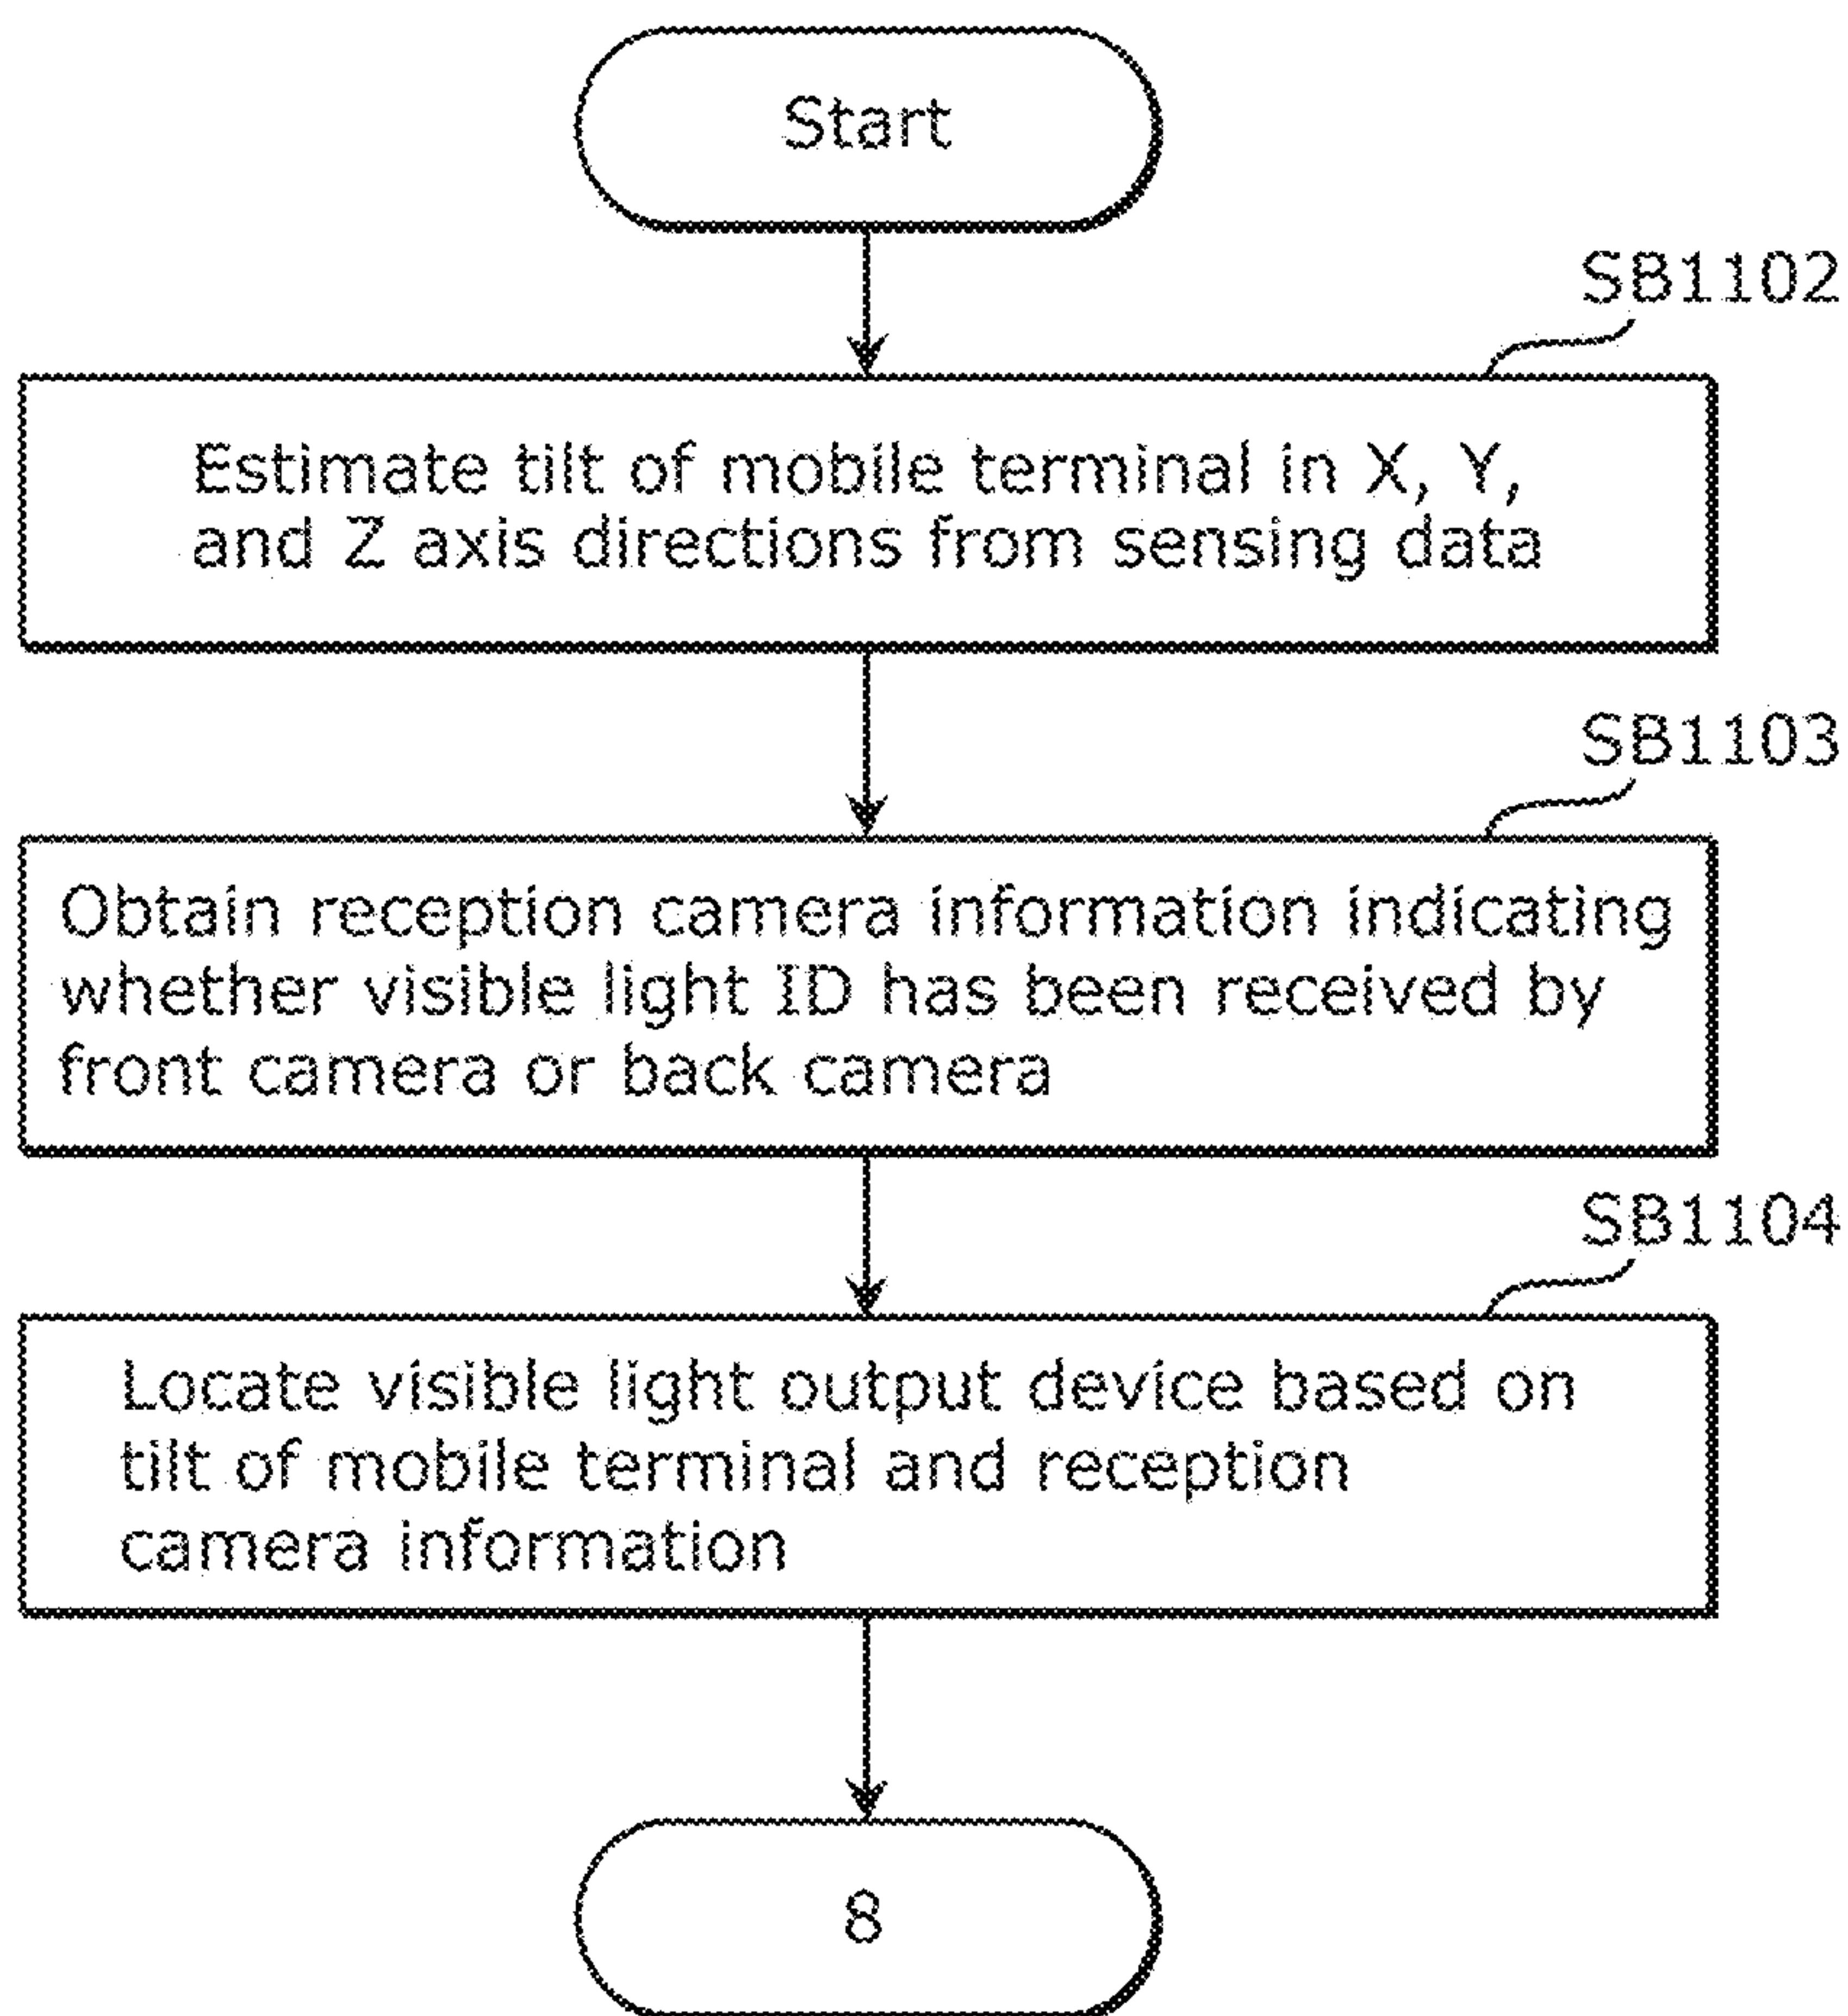 Start
SB1102
Estimate tilt of mobile terminal in X, Y,
and Z axis directions from sensing data
SB1103
Obtain reception camera information indicating
whether visible light ID has been received by
front camera or back camera
SB1104
Locate visible light output device based on
tilt of mobile terminal and reception
camera information
8